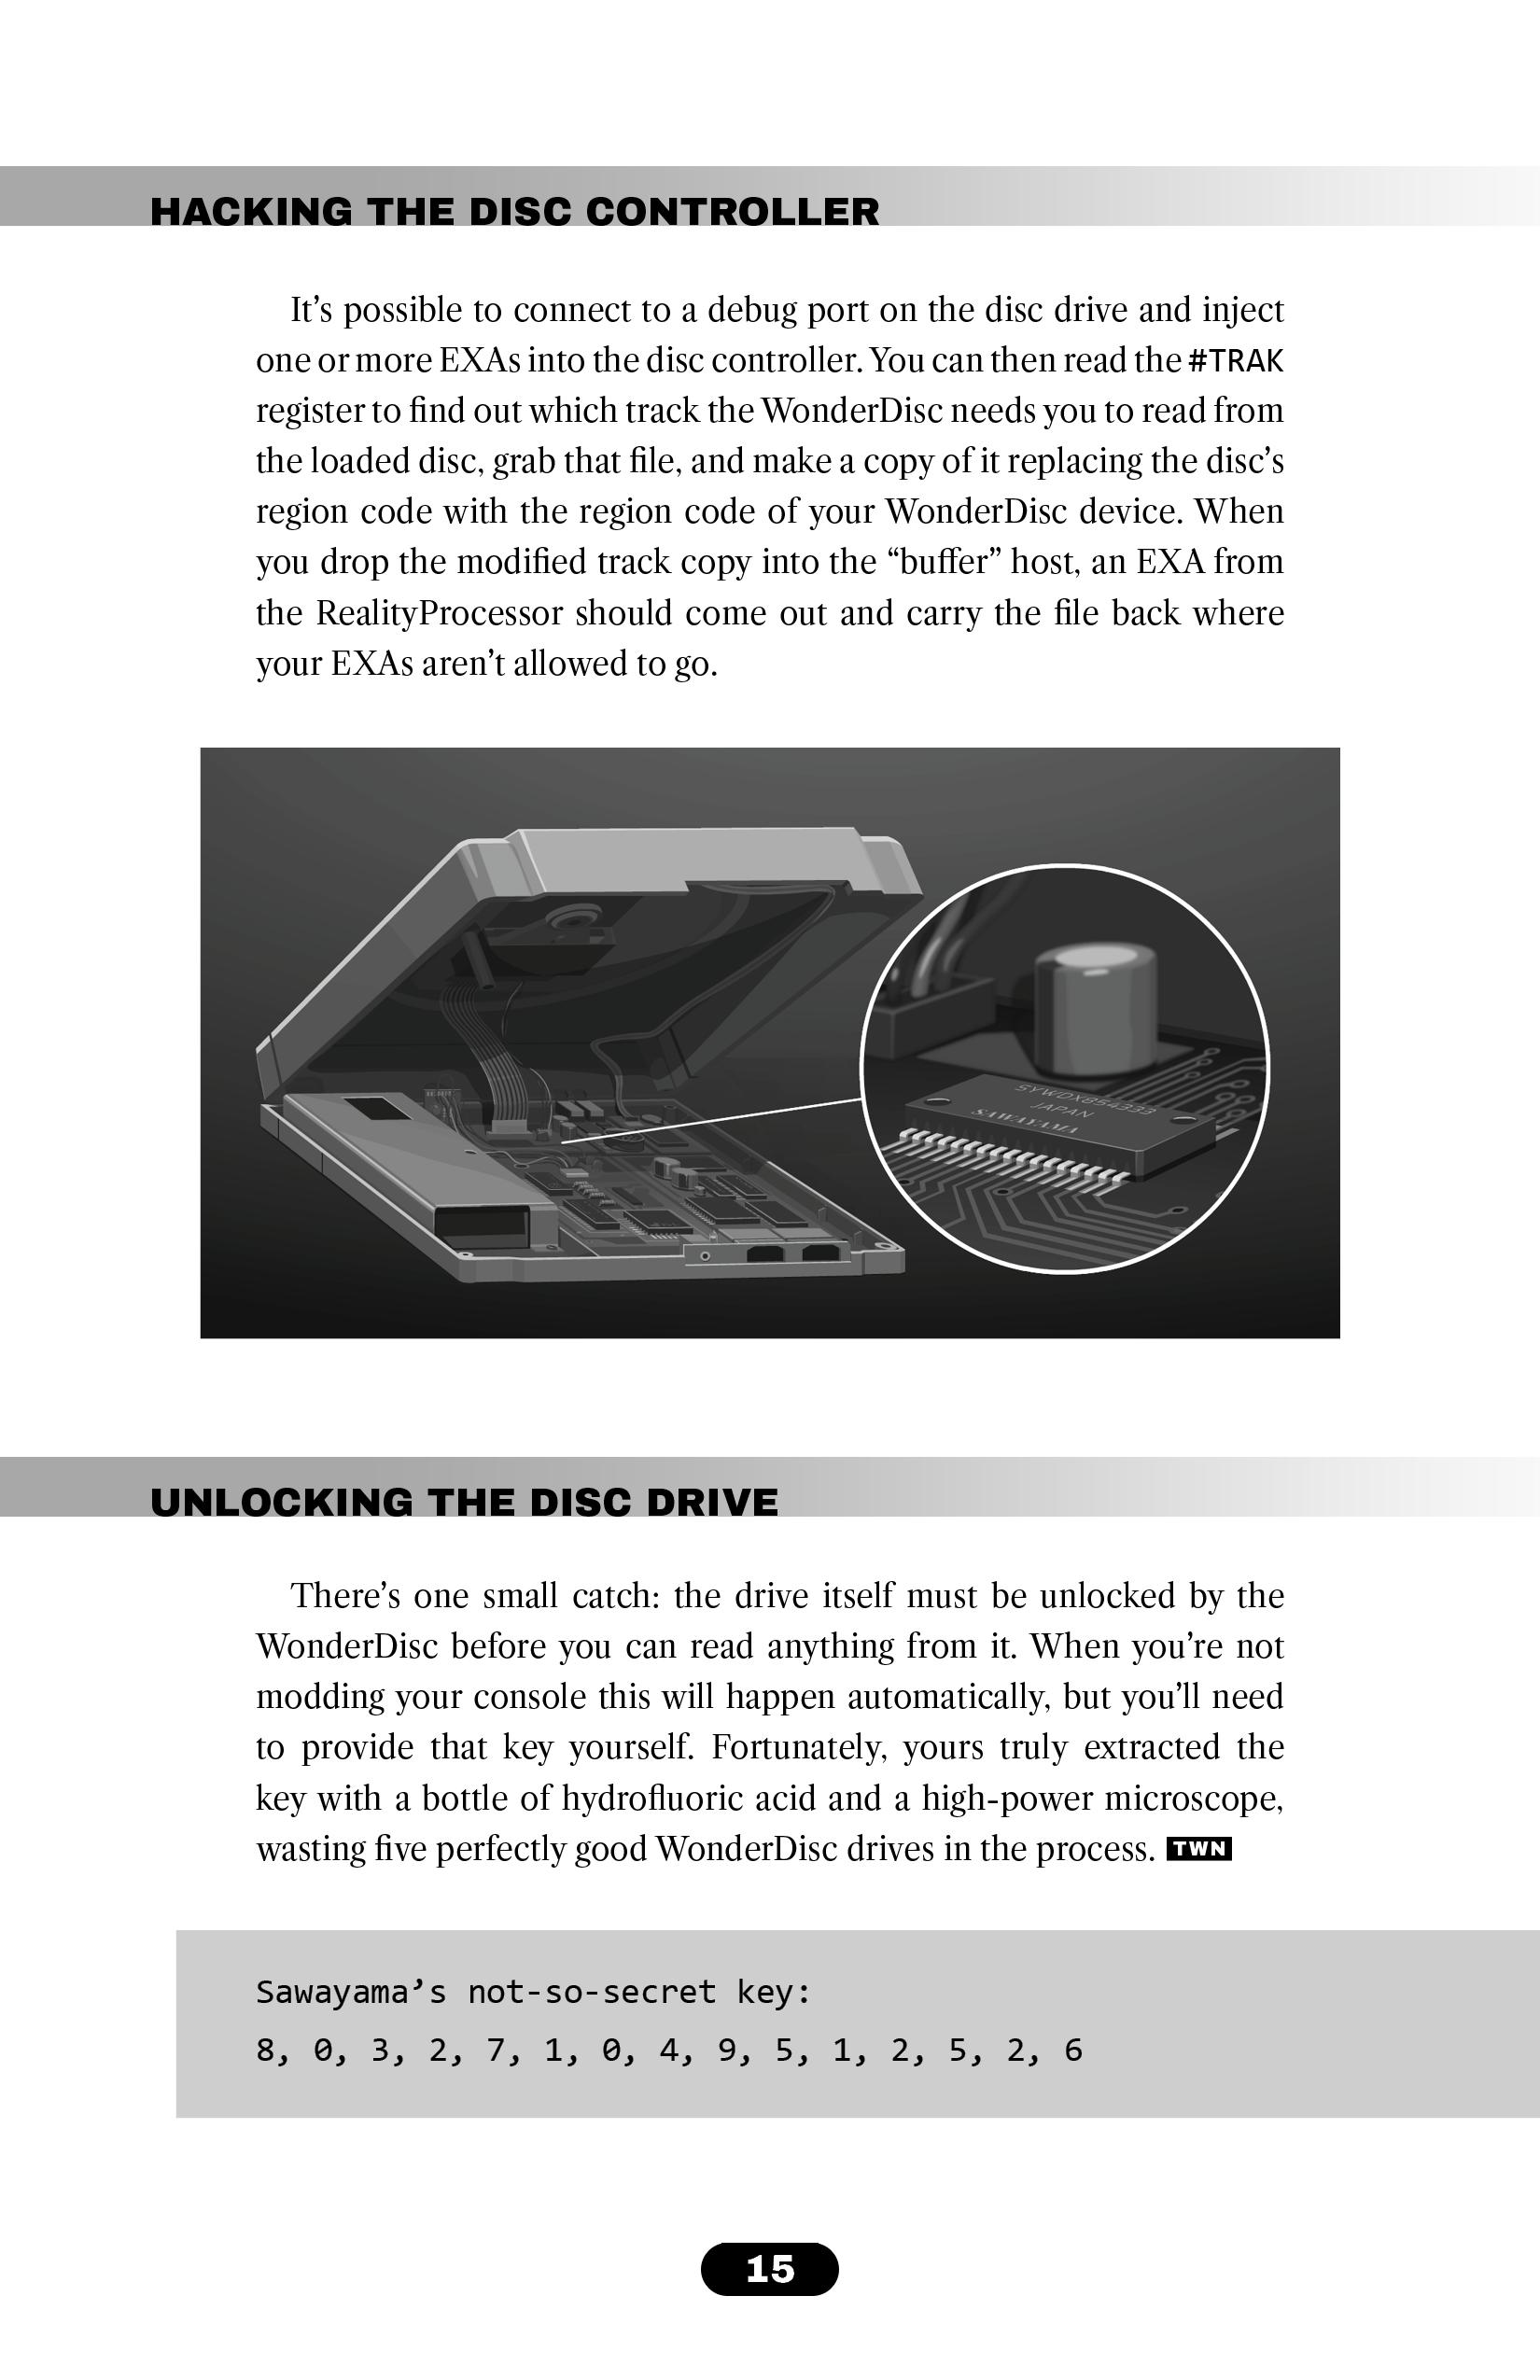 HACKING THE DISC CONTROLLER
It’s possible to connect to a debug port on the disc drive and inject
one or more EXAs into the disc controller. You can then read the #TRAK
register to find out which track the WonderDisc needs you to read from
the loaded disc, grab that file, and make a copy of it replacing the disc’s
region code with the region code of your WonderDisc device. When
you drop the modified track copy into the “buffer” host, an EXA from
the RealityProcessor should come out and carry the file back where
your EXAs aren’t allowed to go.
SYWDX854333
JAPAN
SAWAYAMA
UNLOCKING THE DISC DRIVE
There’s one small catch: the drive itself must be unlocked by the
WonderDisc before you can read anything from it. When you’re not
modding your console this will happen automatically, but you’ll need
to provide that key yourself. Fortunately, yours truly extracted the
key with a bottle of hydrofluoric acid and a high-power microscope,
wasting five perfectly good WonderDisc drives in the process. TWN
Sawayama’s not-so-secret key:
8, 0, 3, 2, 7, 1, 0, 4, 9, 5, 1, 2, 5, 2, 6
15